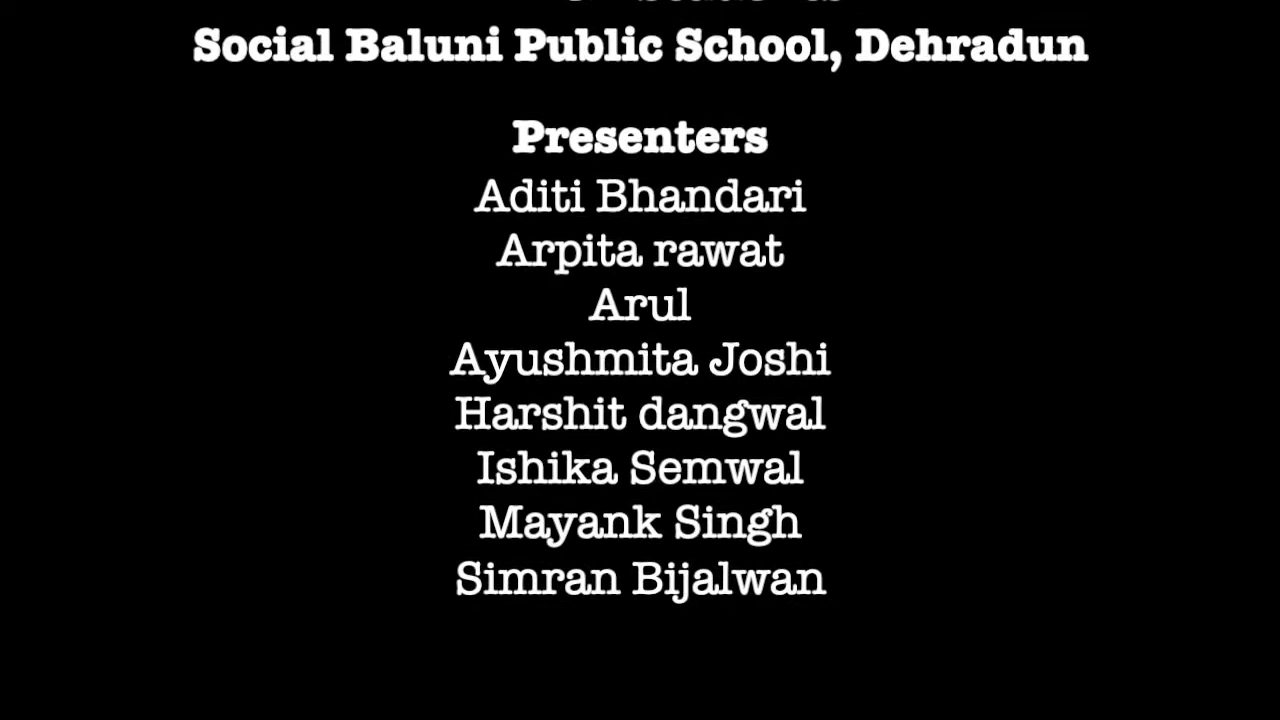 Social Baluni Public School, Dehradun
Presenters
Aditi Bhandari
Arpita rawat
Arul
Ayushmita Joshi
Harshit dangwal
Ishika Semwal
Mayank Singh
Simran Bijalwan